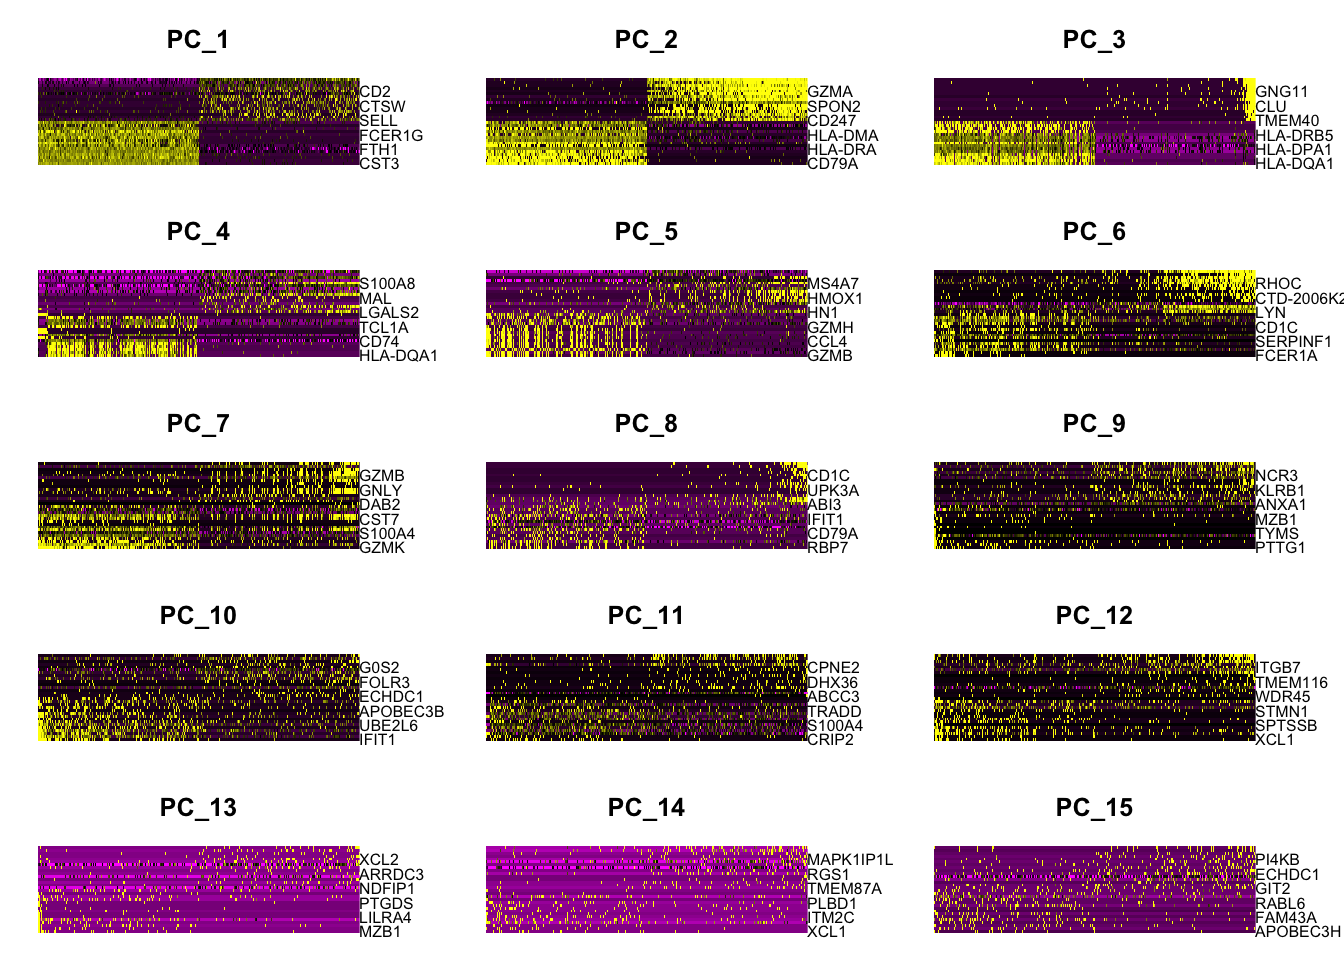 PC_1
CD2
CTSW
SELL
FCER1G
FTH1
CST3
PC_2
GZMA
SPON2
CD247
HLA-DMA
HLA-DRA
CD79A
PC_3
GNG11
CLU
TMEM40
HLA-DRB5
HLA-DPA1
HLA-DQA1
PC_4
S100A8
MAL
LGALS2
TCL1A
CD74
HLA-DQA1
PC_5
MS4A7
HMOX1
HN1
GZMH
CCL4
GZMB
PC_6
RHOC
CTD-2006K2
LYN
CD1C
SERPINF1
FCER1A
PC_7
GZMB
GNLY
DAB2
CST7
S100A4
GZMK
PC_8
CD1C
UPK3A
ABI3
IFIT1
CD79A
RBP7
PC_9
NCR3
KLRB1
ANXA1
MZB1
TYMS
PTTG1
PC_10
G0S2
FOLR3
ECHDC1
APOBEC3B
UBE2L6
IFIT1
PC_11
CPNE2
DHX36
ABCC3
TRADD
S100A4
CRIP2
PC_12
ITGB7
TMEM116
WDR45
STMN1
SPTSSB
XCL1
PC_13
XCL2
ARRDC3
NDFIP1
PTGDS
LILRA4
MZB1
PC_14
MAPK1IP1L
RGS1
TMEM87A
PLBD1
ITM2C
XCL1
PC_15
PI4KB
ECHDC1
GIT2
RABL6
FAM43A
APOBEC3H